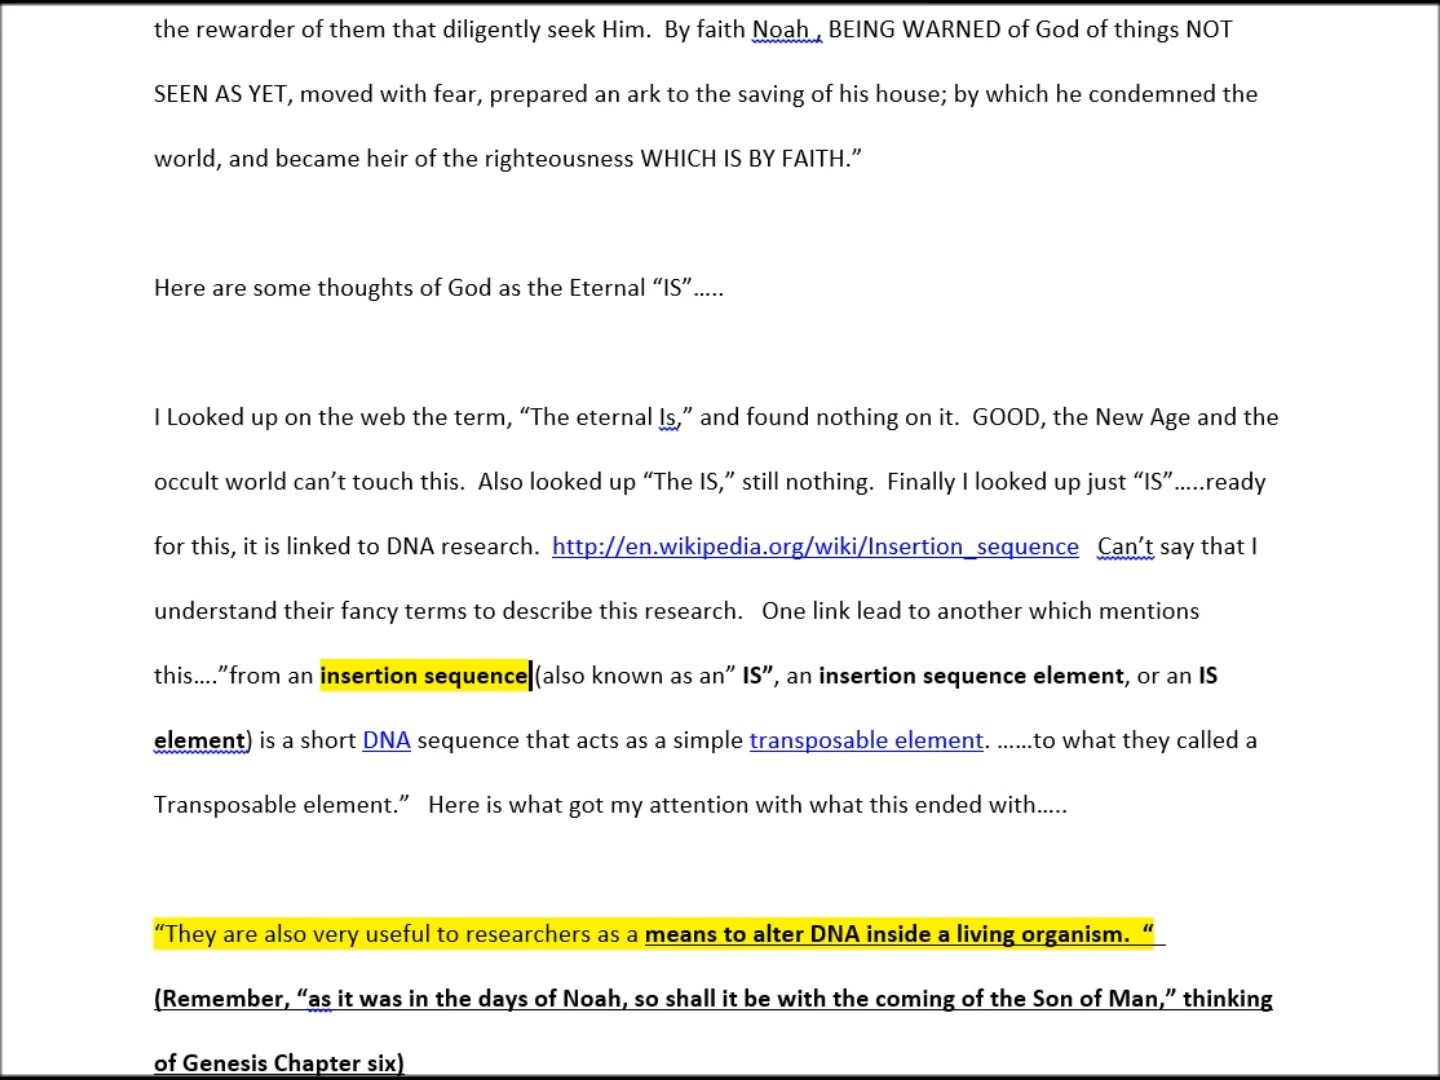 the rewarder of them that diligently seek Him.  By faith Noah , BEING WARNED of God of things NOT
SEEN AS YET, moved with fear, prepared an ark to the saving of his house; by which he condemned the
world, and became heir of the righteousness WHICH IS BY FAITH.”
Here are some thoughts of God as the Eternal “IS”…..
I Looked up on the web the term, “The eternal Is,” and found nothing on it.  GOOD, the New Age and the
occult world can’t touch this.  Also looked up “The IS,” still nothing.  Finally I looked up just “IS”…..ready
for this, it is linked to DNA research.  http://en.wikipedia.org/wiki/Insertion_sequence   Can’t say that I
understand their fancy terms to describe this research.   One link lead to another which mentions
this….”from an insertion sequence (also known as an” IS”, an insertion sequence element, or an IS
element) is a short DNA sequence that acts as a simple transposable element. ……to what they called a
Transposable element.”   Here is what got my attention with what this ended with…..
“They are also very useful to researchers as a means to alter DNA inside a living organism.  “
(Remember, “as it was in the days of Noah, so shall it be with the coming of the Son of Man,” thinking
of Genesis Chapter six)